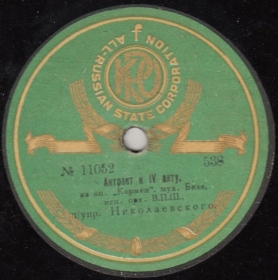 ALL-RUSSIAN STATE CORPORATION
№ 11052 538
Антракт к IV акту,
из оп. „Кармен", муз. Бизе,
исп. орк. В.П.Ш.,
п/упр. Николаевского.